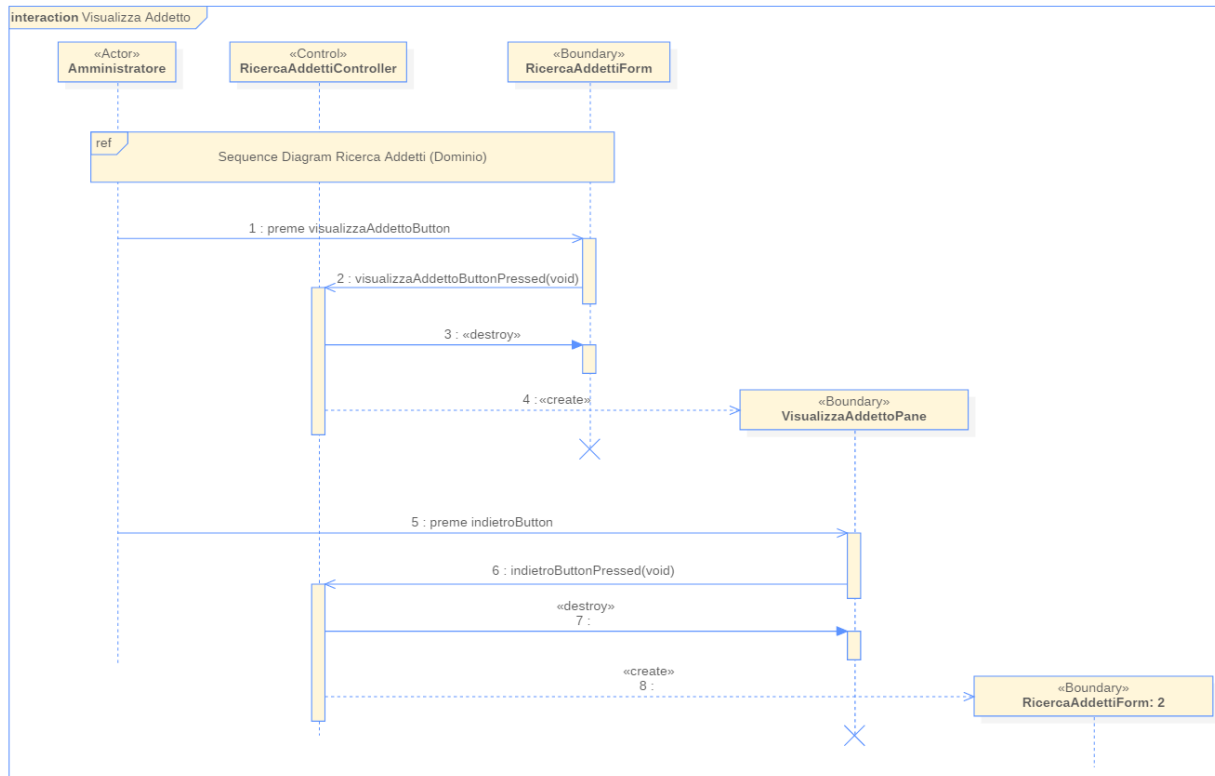 interaction Visualizza Addetto
«Actor»
Amministratore
«Control»
RicercaAddettiController
«Boundary»
RicercaAddettiForm
ref
Sequence Diagram Ricerca Addetti (Dominio)
1 : preme visualizzaAddettoButton
2 : visualizzaAddettoButtonPressed(void)
3 : «destroy»
4 :«create»
«Boundary»
VisualizzaAddettoPane
5 : preme indietroButton
6 : indietroButtonPressed(void)
«destroy»
7 :
«create»
8 :
«Boundary»
RicercaAddettiForm: 2